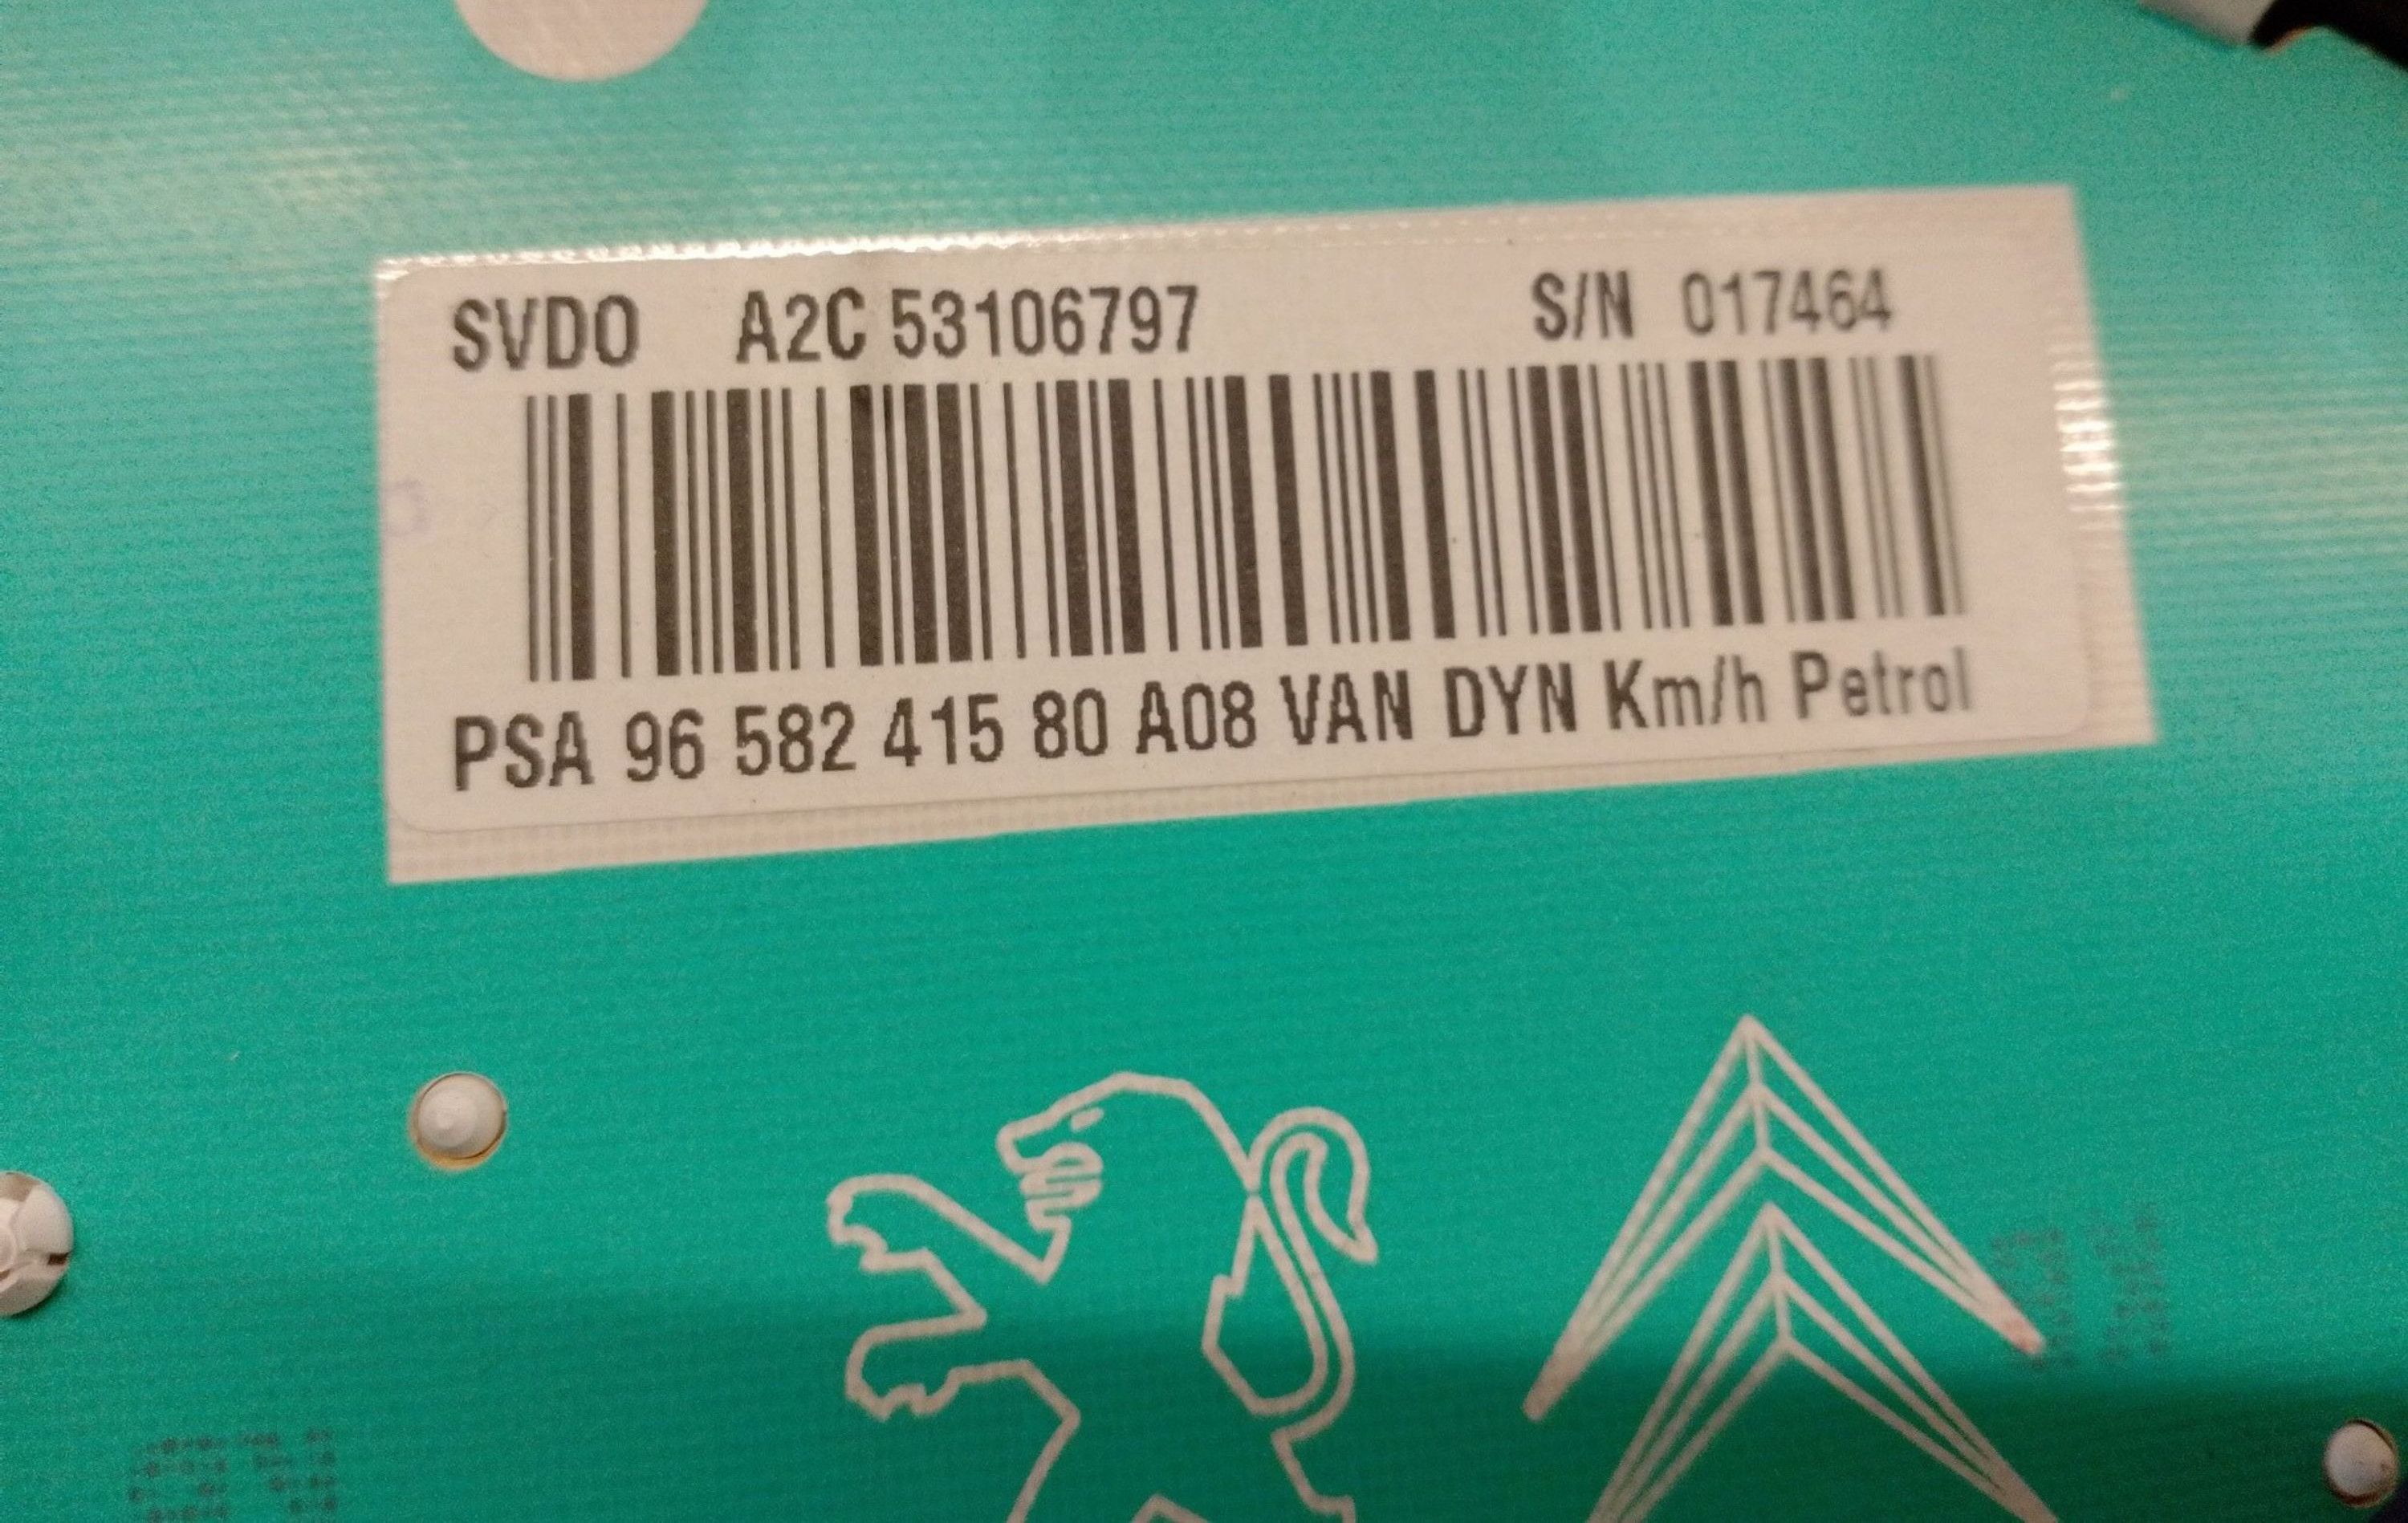 SVDO A2C 53106797 S/N 017464
PSA 96 582 415 80 A08 VAN DYN Km/h Petrol